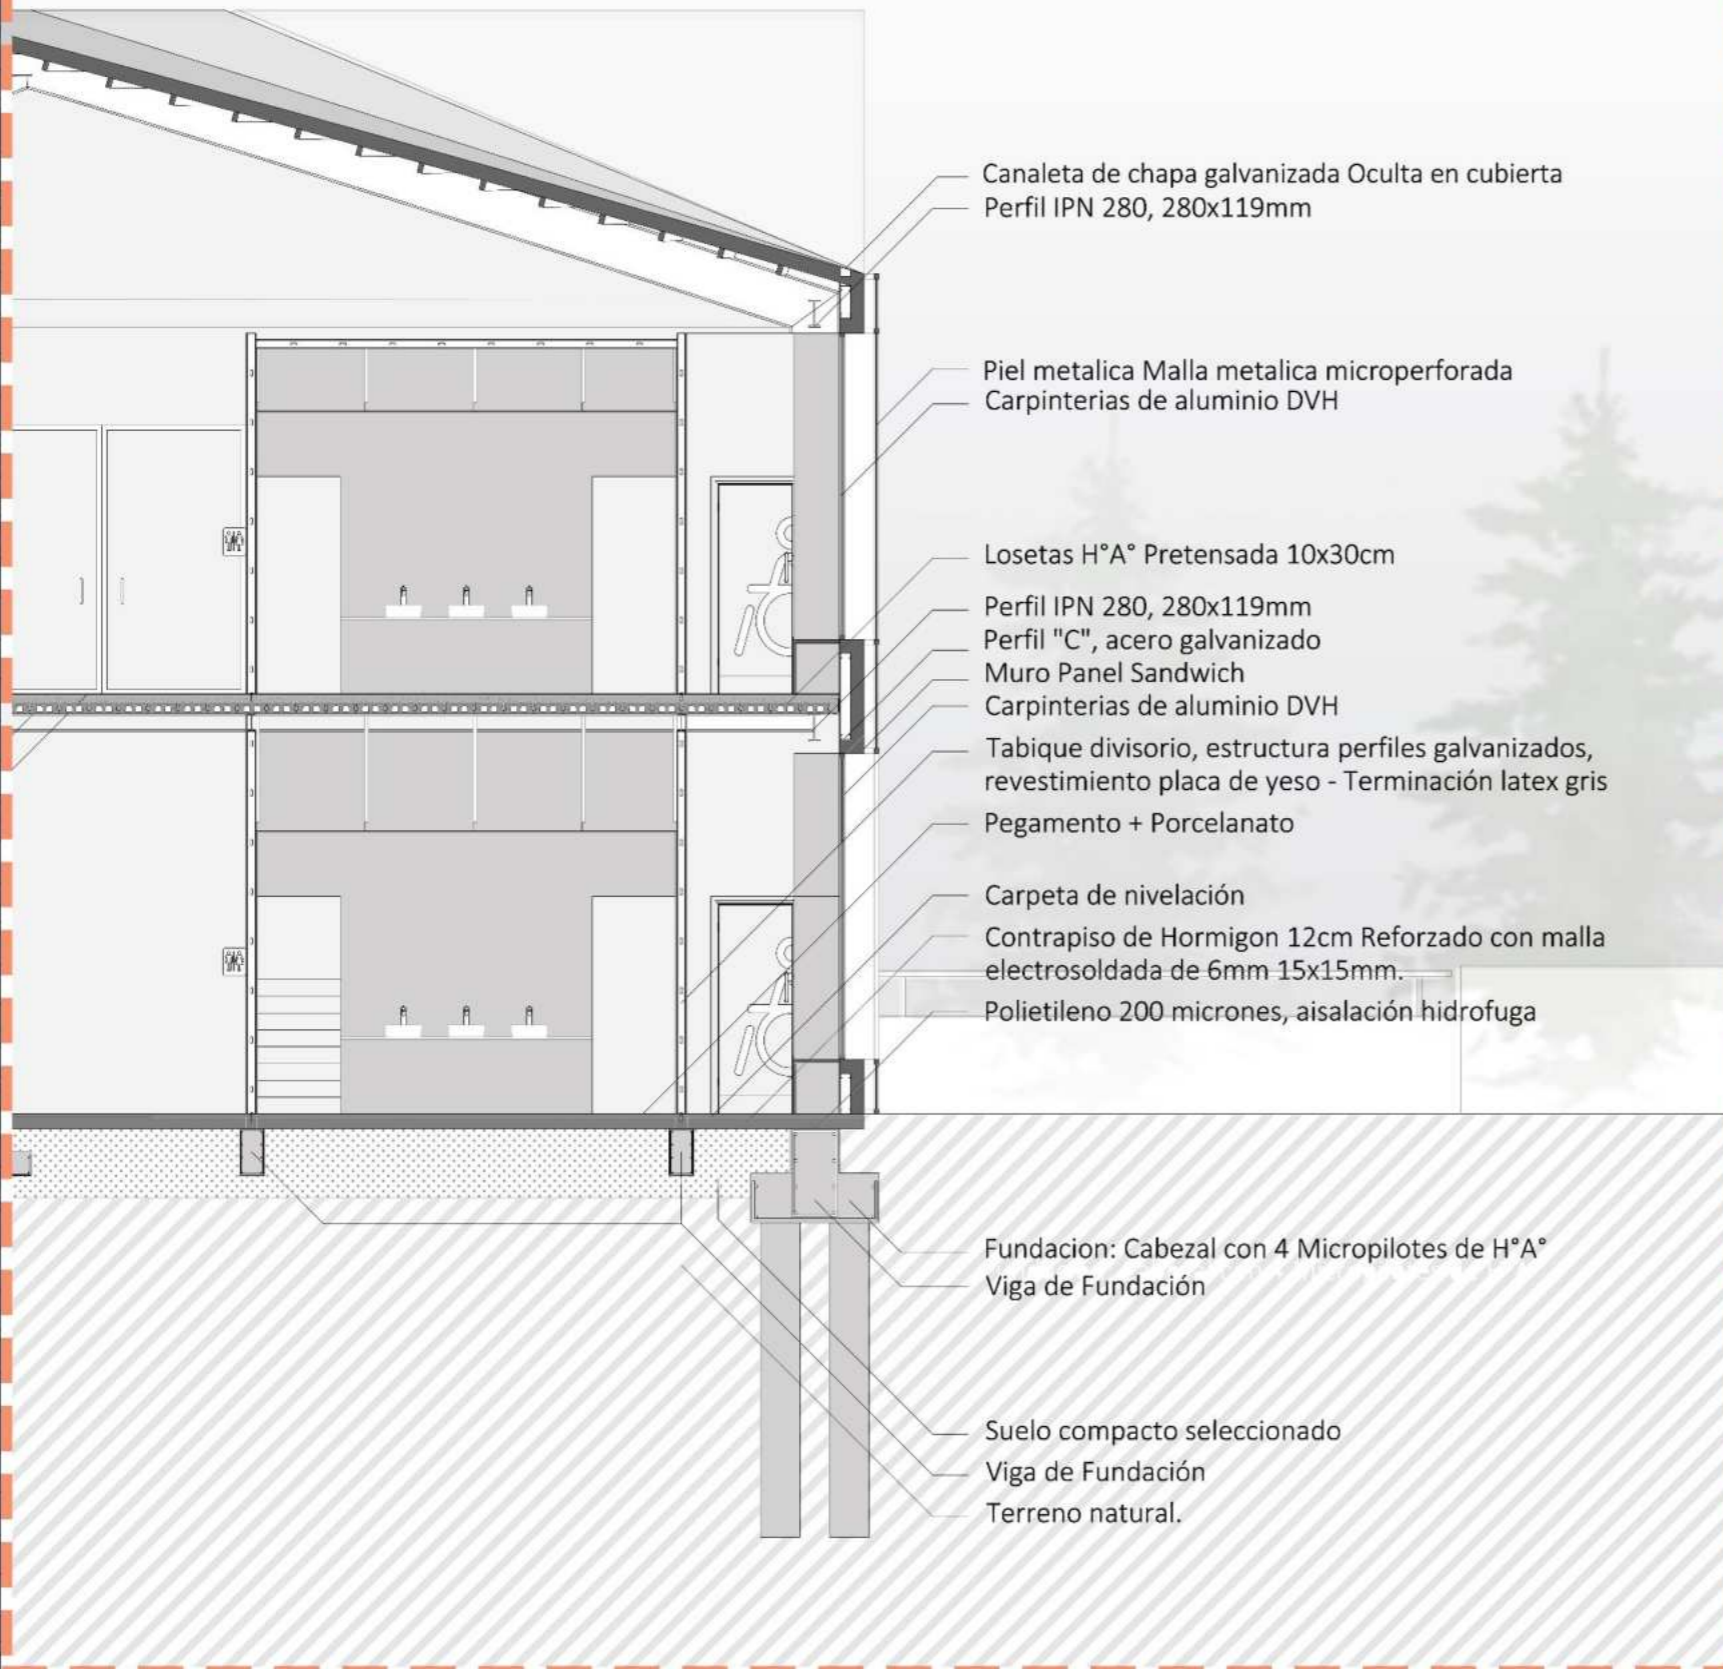 Canaleta de chapa galvanizada Oculta en cubierta
Perfil IPN 280, 280x119mm
Piel metalica Malla metalica microperforada
Carpinterias de aluminio DVH
Losetas H°A° Pretensada 10x30cm
Perfil IPN 280, 280x119mm
Perfil "C", acero galvanizado
Muro Panel Sandwich
Carpinterias de aluminio DVH
Tabique divisorio, estructura perfiles galvanizados,
revestimiento placa de yeso - Terminación latex gris
Pegamento + Porcelanato
Carpeta de nivelación
Contrapiso de Hormigon 12cm Reforzado con malla
electrosoldada de 6mm 15x15mm.
Polietileno 200 micrones, aisalación hidrofuga
Fundacion: Cabezal con 4 Micropilotes de H°A°
Viga de Fundación
Suelo compacto seleccionado
Viga de Fundación
Terreno natural.